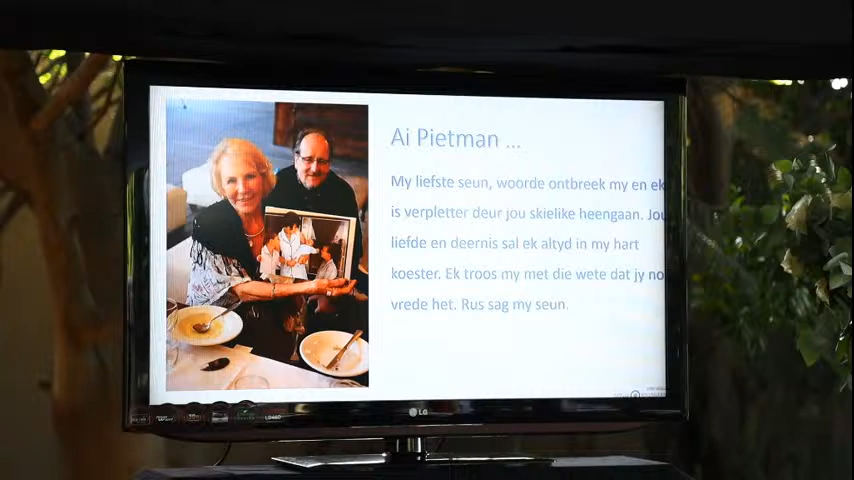 Ai Pietman ...
My liefste seun, woorde ontbreek my en ek
is verpletter deur jou skielike heengaan. Jou
liefde en deernis sal ek altyd in my hart
koester. Ek troos my met die wete dat jy no
vrede het. Rus sag my seun.
LG